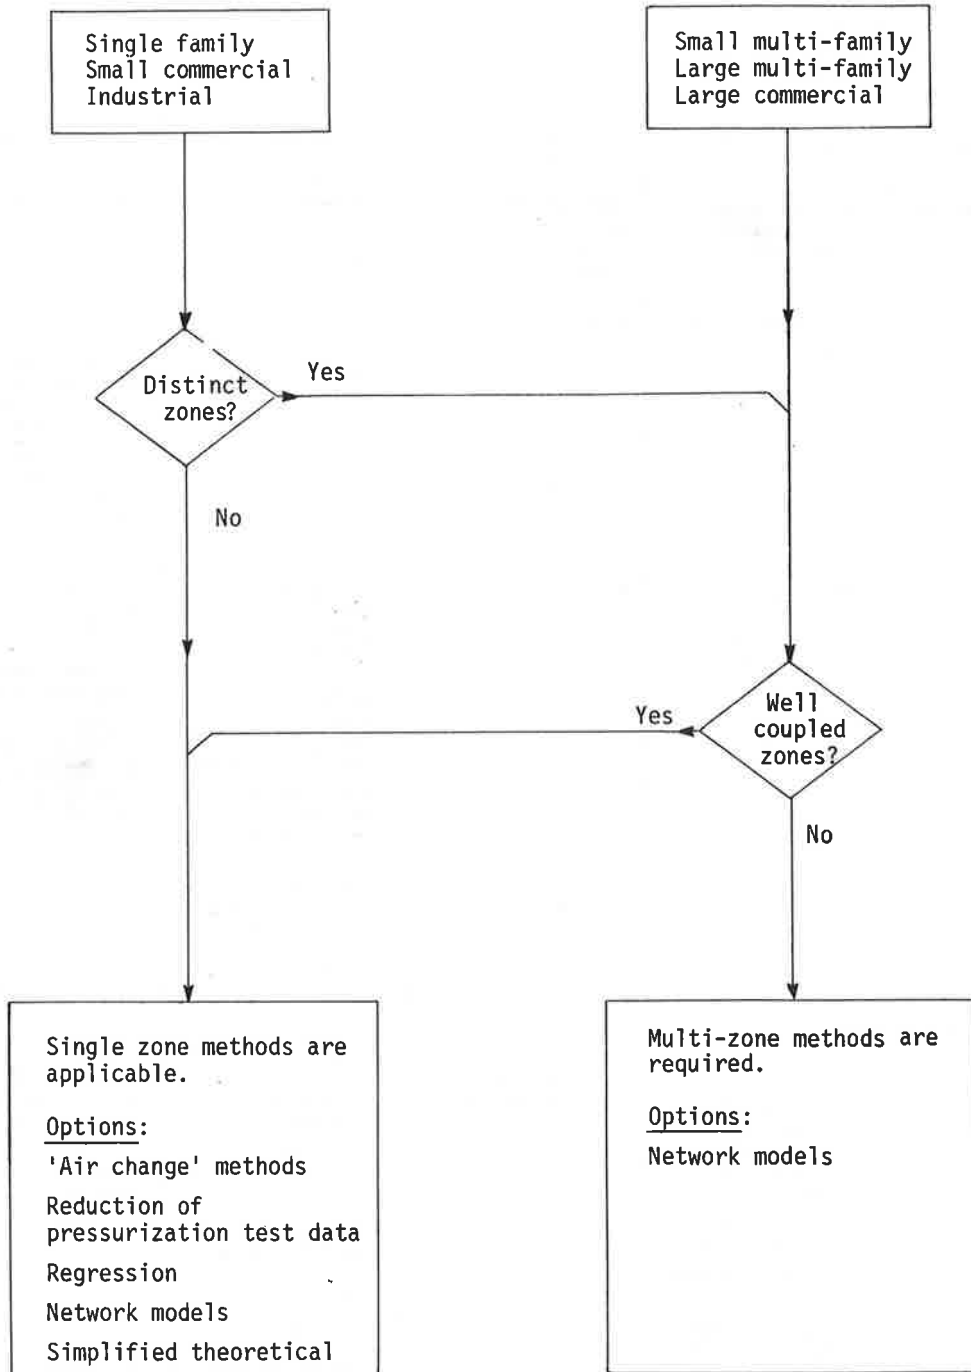 Single family
Small commercial
Industrial
Small multi-family
Large multi-family
Large commercial
Distinct
zones?
Yes
No
Well
coupled
zones?
Yes
No
Single zone methods are
applicable.
Options:
'Air change' methods
Reduction of
pressurization test data
Regression
Network models
Simplified theoretical
Multi-zone methods are
required.
Options:
Network models